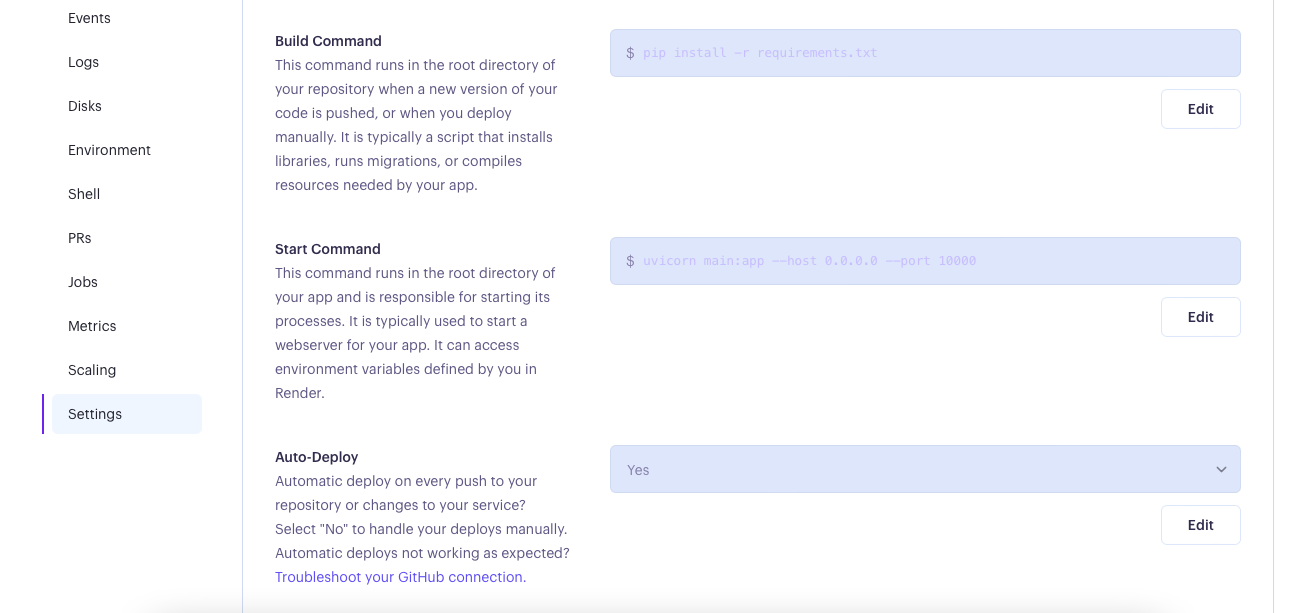 Events
Logs
Disks
Environment
Shell
PRs
Jobs
Metrics
Scaling
Settings
Build Command
This command runs in the root directory of
your repository when a new version of your
code is pushed, or when you deploy
manually. It is typically a script that installs
libraries, runs migrations, or compiles
resources needed by your app.
$ pip install -r requirements.txt
Edit
Start Command
This command runs in the root directory of
your app and is responsible for starting its
processes. It is typically used to start a
webserver for your app. It can access
environment variables defined by you in
Render.
$ uvicorn main:app --host 0.0.0.0 --port 10000
Edit
Auto-Deploy
Automatic deploy on every push to your
repository or changes to your service?
Select "No" to handle your deploys manually.
Automatic deploys not working as expected?
Troubleshoot your GitHub connection.
Yes
Edit